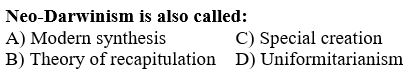 Neo-Darwinism is also called:
A) Modern synthesis C) Special creation
B) Theory of recapitulation D) Uniformitarianism